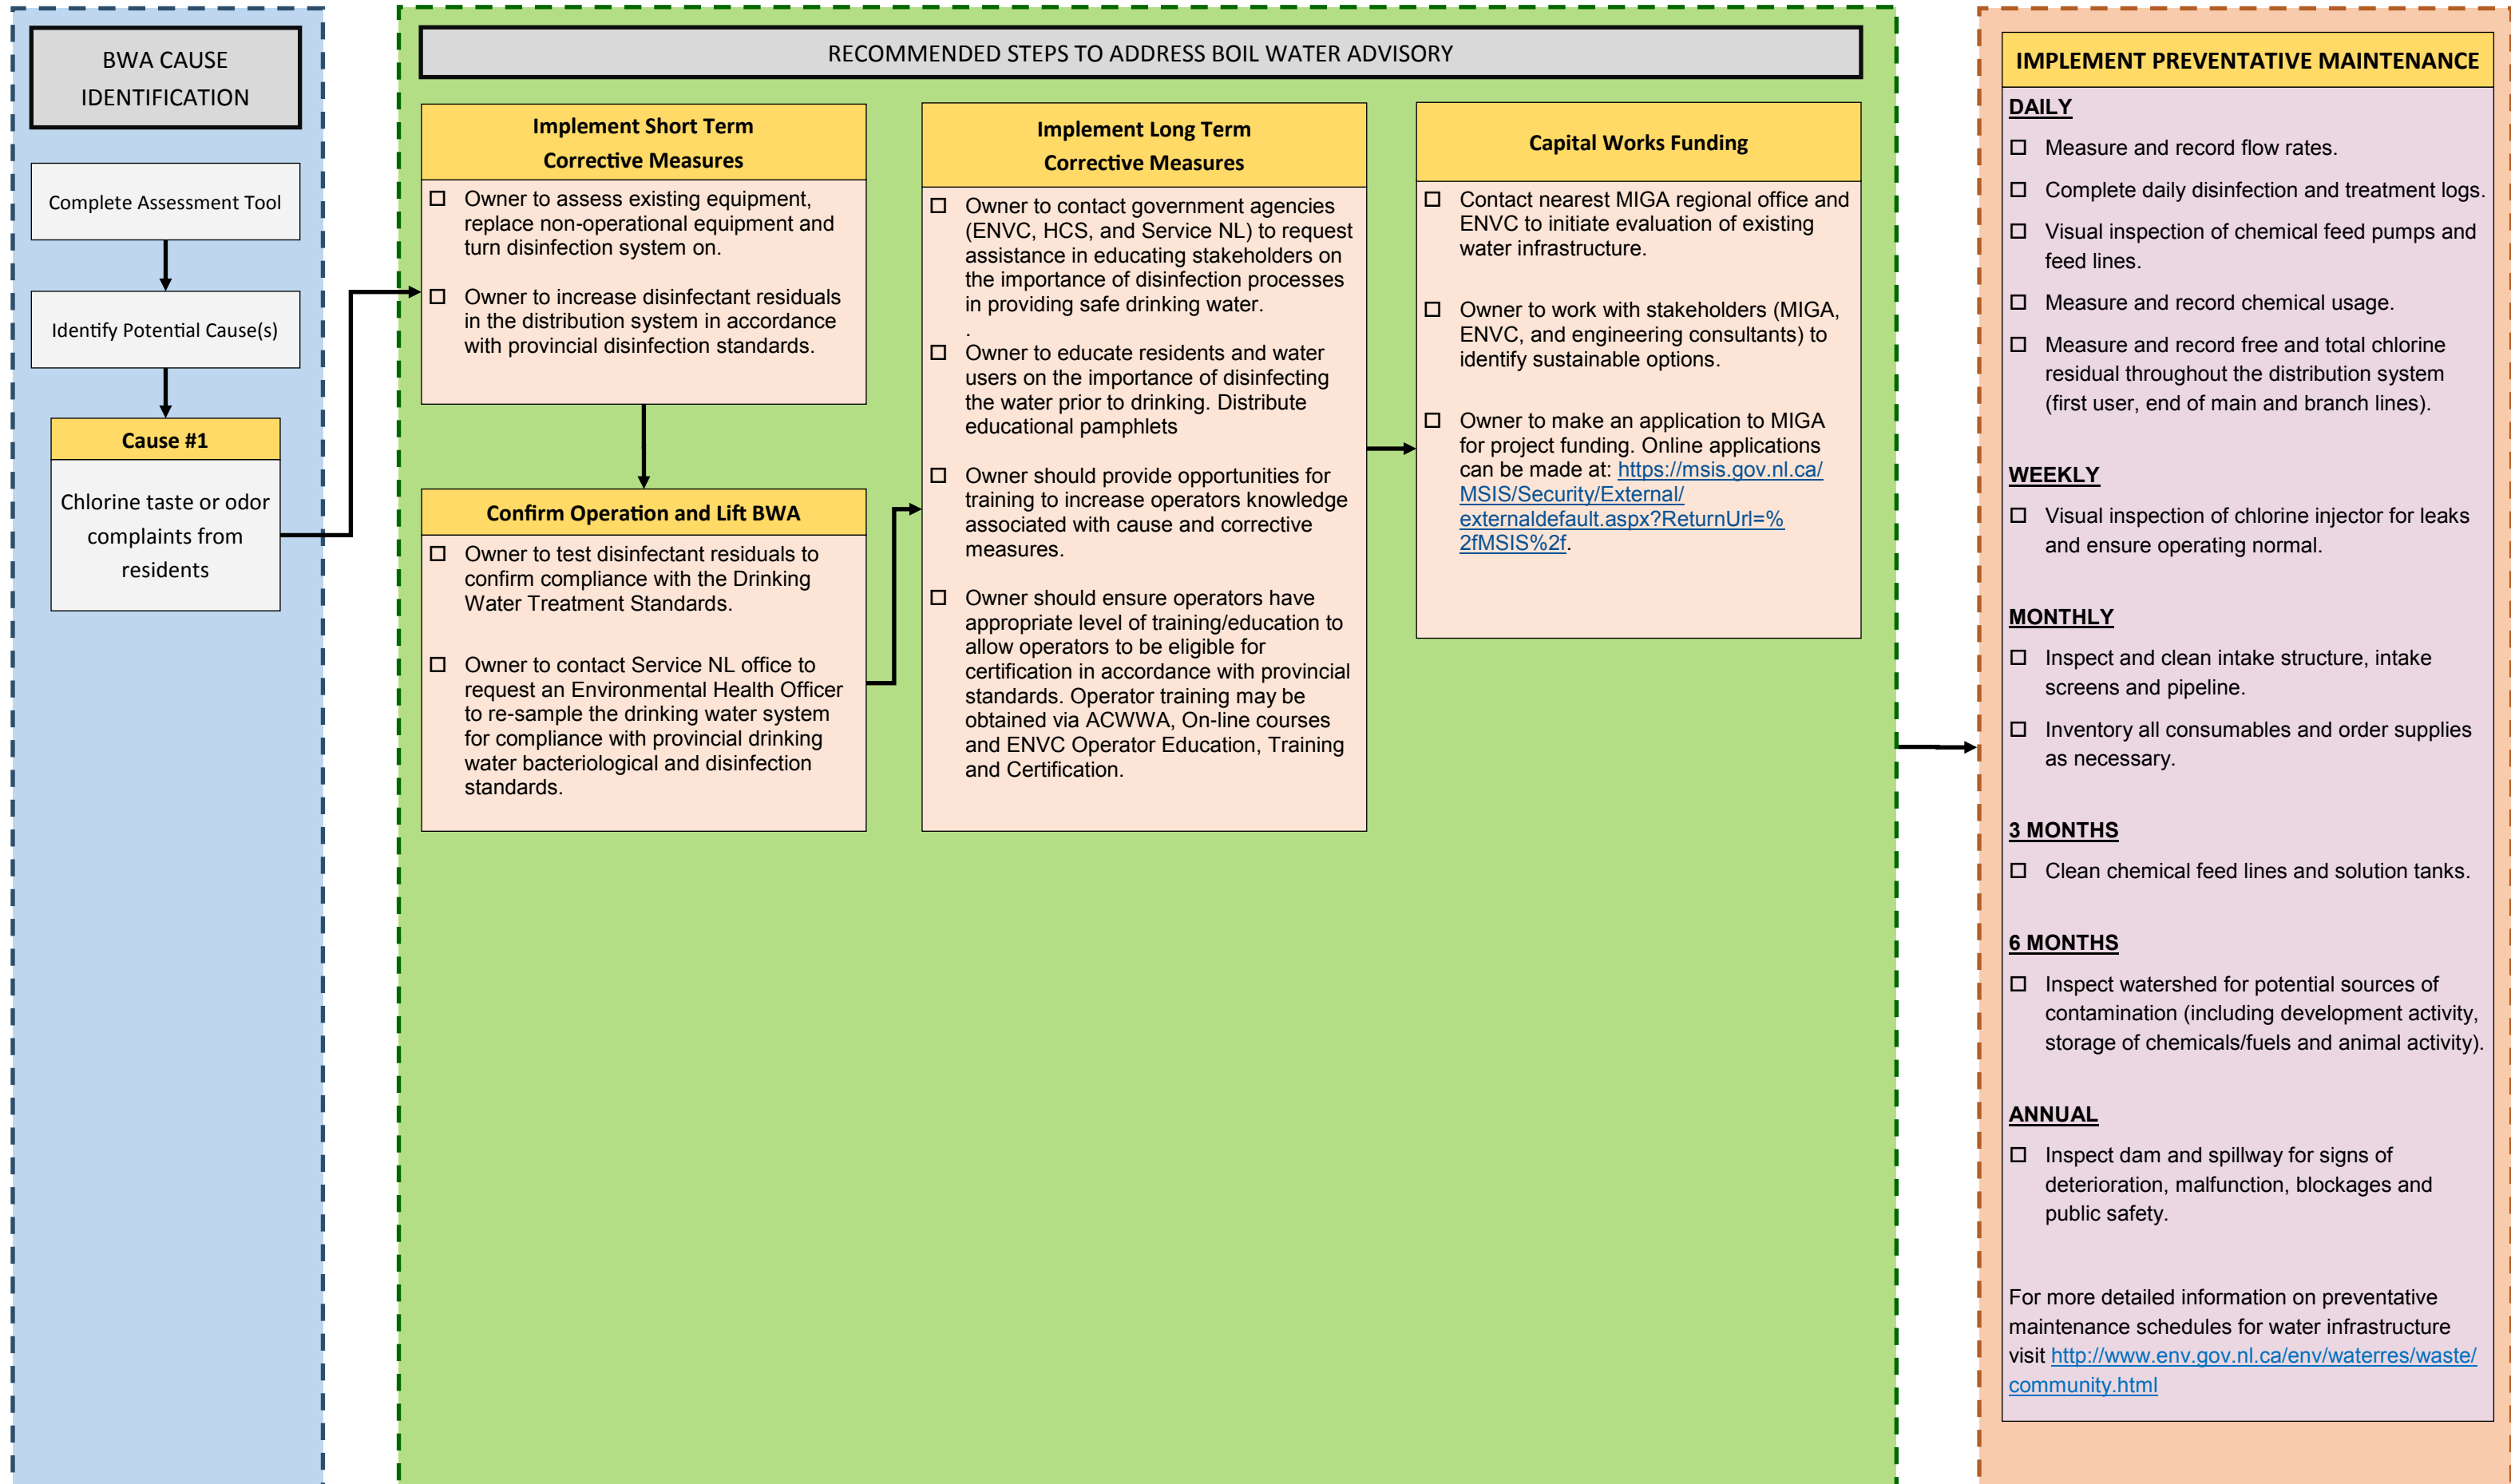 BWA CAUSE
IDENTIFICATION
Complete Assessment Tool
Identify Potential Cause(s)
Cause #1
Chlorine taste or odor
complaints from
residents
RECOMMENDED STEPS TO ADDRESS BOIL WATER ADVISORY
Implement Short Term
Corrective Measures
☐ Owner to assess existing equipment,
replace non-operational equipment and
turn disinfection system on.
☐ Owner to increase disinfectant residuals
in the distribution system in accordance
with provincial disinfection standards.
Confirm Operation and Lift BWA
☐ Owner to test disinfectant residuals to
confirm compliance with the Drinking
Water Treatment Standards.
☐ Owner to contact Service NL office to
request an Environmental Health Officer
to re-sample the drinking water system
for compliance with provincial drinking
water bacteriological and disinfection
standards.
Implement Long Term
Corrective Measures
☐ Owner to contact government agencies
(ENVC, HCS, and Service NL) to request
assistance in educating stakeholders on
the importance of disinfection processes
in providing safe drinking water.
.
☐ Owner to educate residents and water
users on the importance of disinfecting
the water prior to drinking. Distribute
educational pamphlets
☐ Owner should provide opportunities for
training to increase operators knowledge
associated with cause and corrective
measures.
☐ Owner should ensure operators have
appropriate level of training/education to
allow operators to be eligible for
certification in accordance with provincial
standards. Operator training may be
obtained via ACWWA, On-line courses
and ENVC Operator Education, Training
and Certification.
Capital Works Funding
☐ Contact nearest MIGA regional office and
ENVC to initiate evaluation of existing
water infrastructure.
☐ Owner to work with stakeholders (MIGA,
ENVC, and engineering consultants) to
identify sustainable options.
☐ Owner to make an application to MIGA
for project funding. Online applications
can be made at: https://msis.gov.nl.ca/
MSIS/Security/External/
externaldefault.aspx?ReturnUrl=%
2fMSIS%2f.
IMPLEMENT PREVENTATIVE MAINTENANCE
DAILY
☐ Measure and record flow rates.
☐ Complete daily disinfection and treatment logs.
☐ Visual inspection of chemical feed pumps and
feed lines.
☐ Measure and record chemical usage.
☐ Measure and record free and total chlorine
residual throughout the distribution system
(first user, end of main and branch lines).
WEEKLY
☐ Visual inspection of chlorine injector for leaks
and ensure operating normal.
MONTHLY
☐ Inspect and clean intake structure, intake
screens and pipeline.
☐ Inventory all consumables and order supplies
as necessary.
3 MONTHS
☐ Clean chemical feed lines and solution tanks.
6 MONTHS
☐ Inspect watershed for potential sources of
contamination (including development activity,
storage of chemicals/fuels and animal activity).
ANNUAL
☐ Inspect dam and spillway for signs of
deterioration, malfunction, blockages and
public safety.
For more detailed information on preventative
maintenance schedules for water infrastructure
visit http://www.env.gov.nl.ca/env/waterres/waste/
community.html